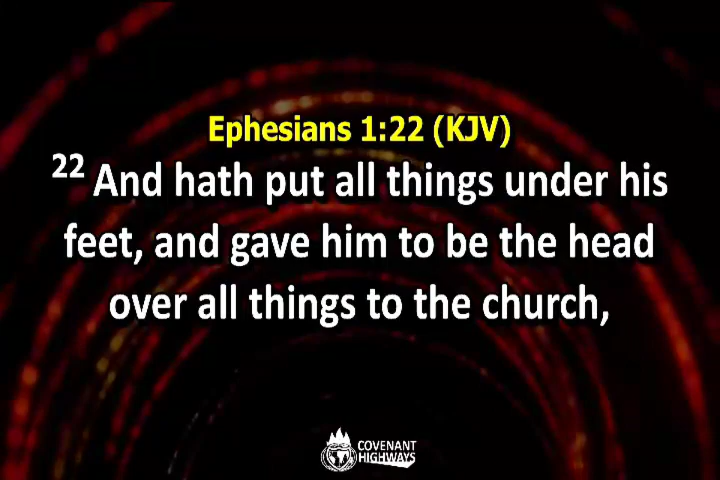 Ephesians 1:22 (KJV)
22 And hath put all things under his
feet, and gave him to be the head
over all things to the church,
COVENANT
HIGHWAYS